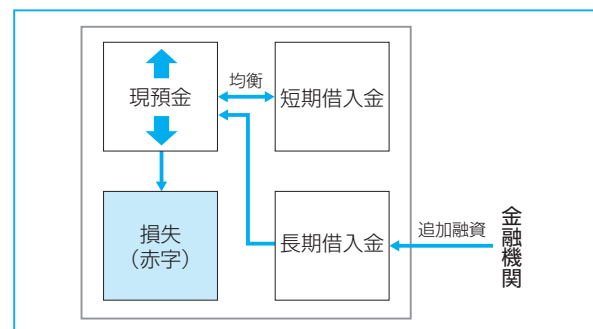 現預金
均衡
短期借入金
損失
（赤字）
長期借入金
追加融資
金融機関